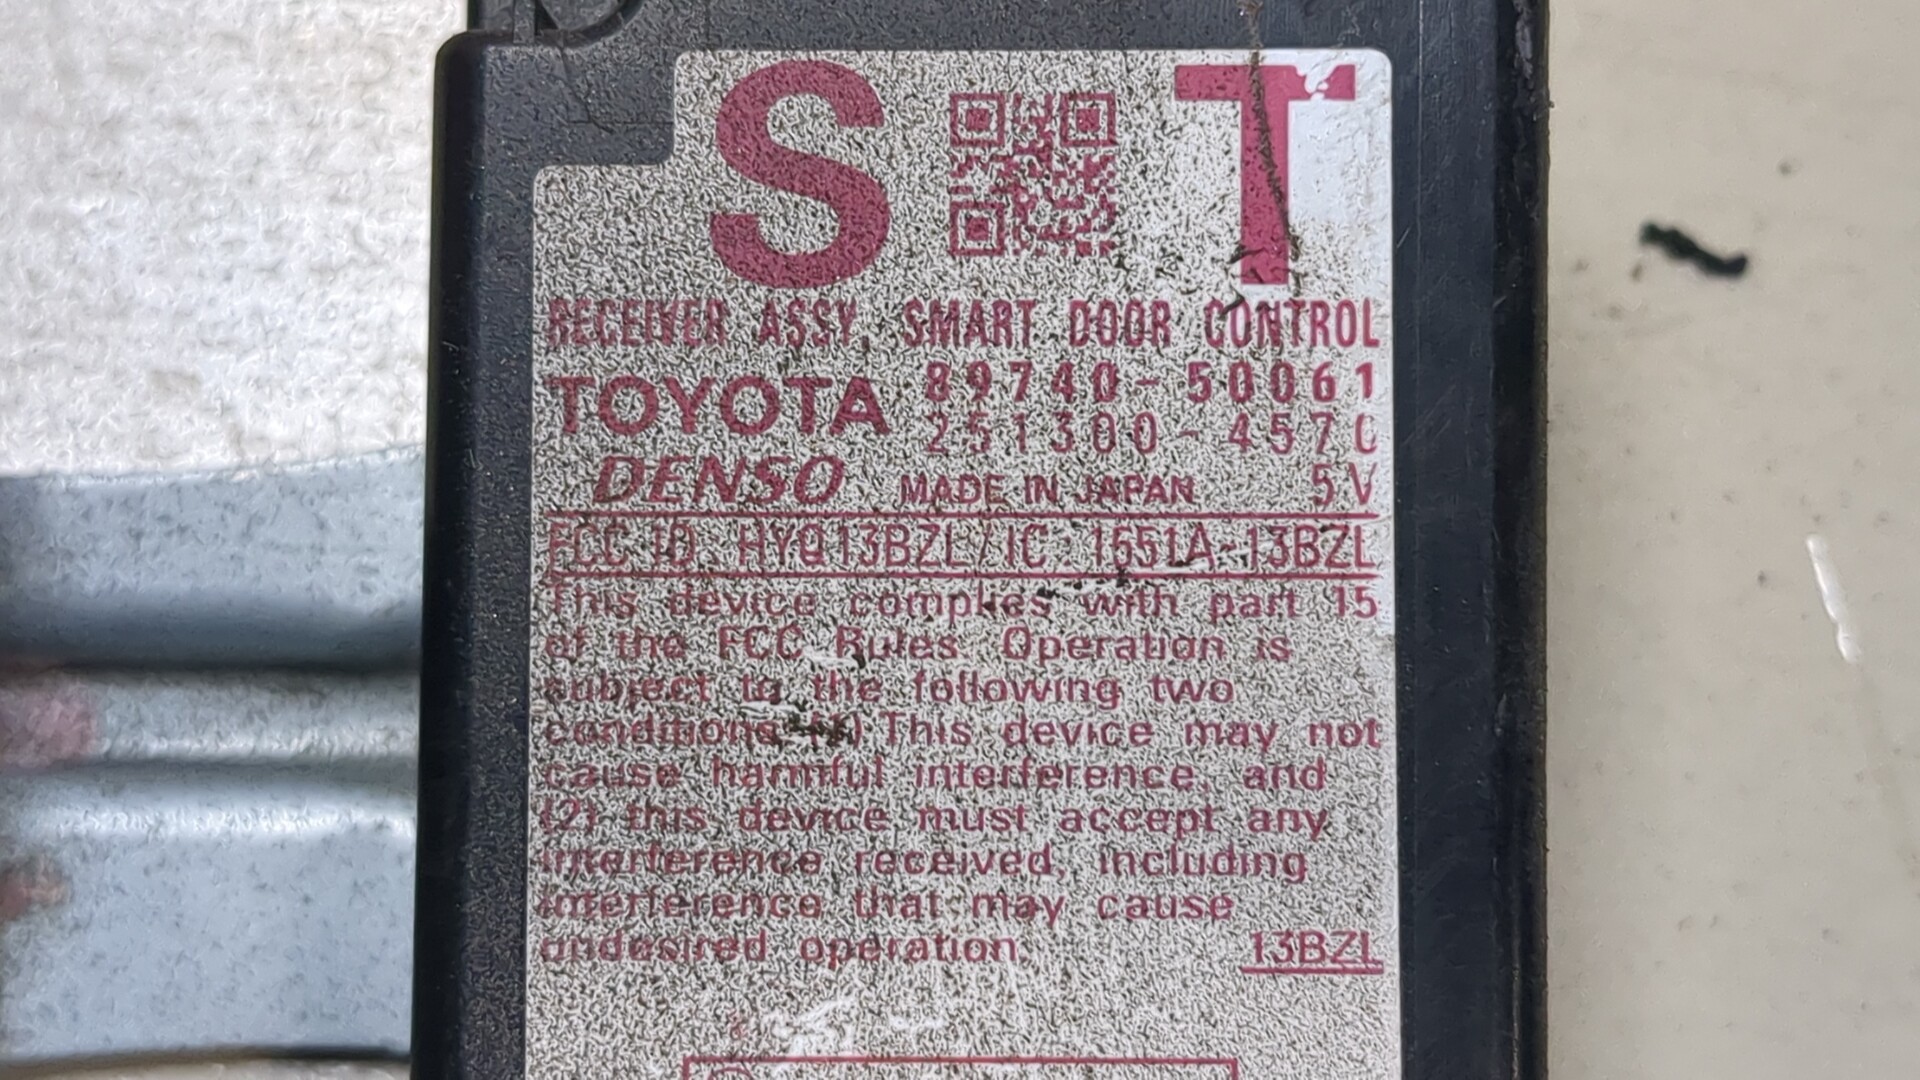 S T
RECEIVER ASSY, SMART DOOR CONTROL
TOYOTA 89740-50061
251300-4570
DENSO MADE IN JAPAN 5V
FCC ID HYQ13BZL/IC 1551A-13BZL
This device complies with part 15
of the FCC Rules Operation is
subject to the following two
conditions (1) This device may not
cause harmful interference, and
(2) this device must accept any
interference received, including
interference that may cause
undesired operation.
13BZL